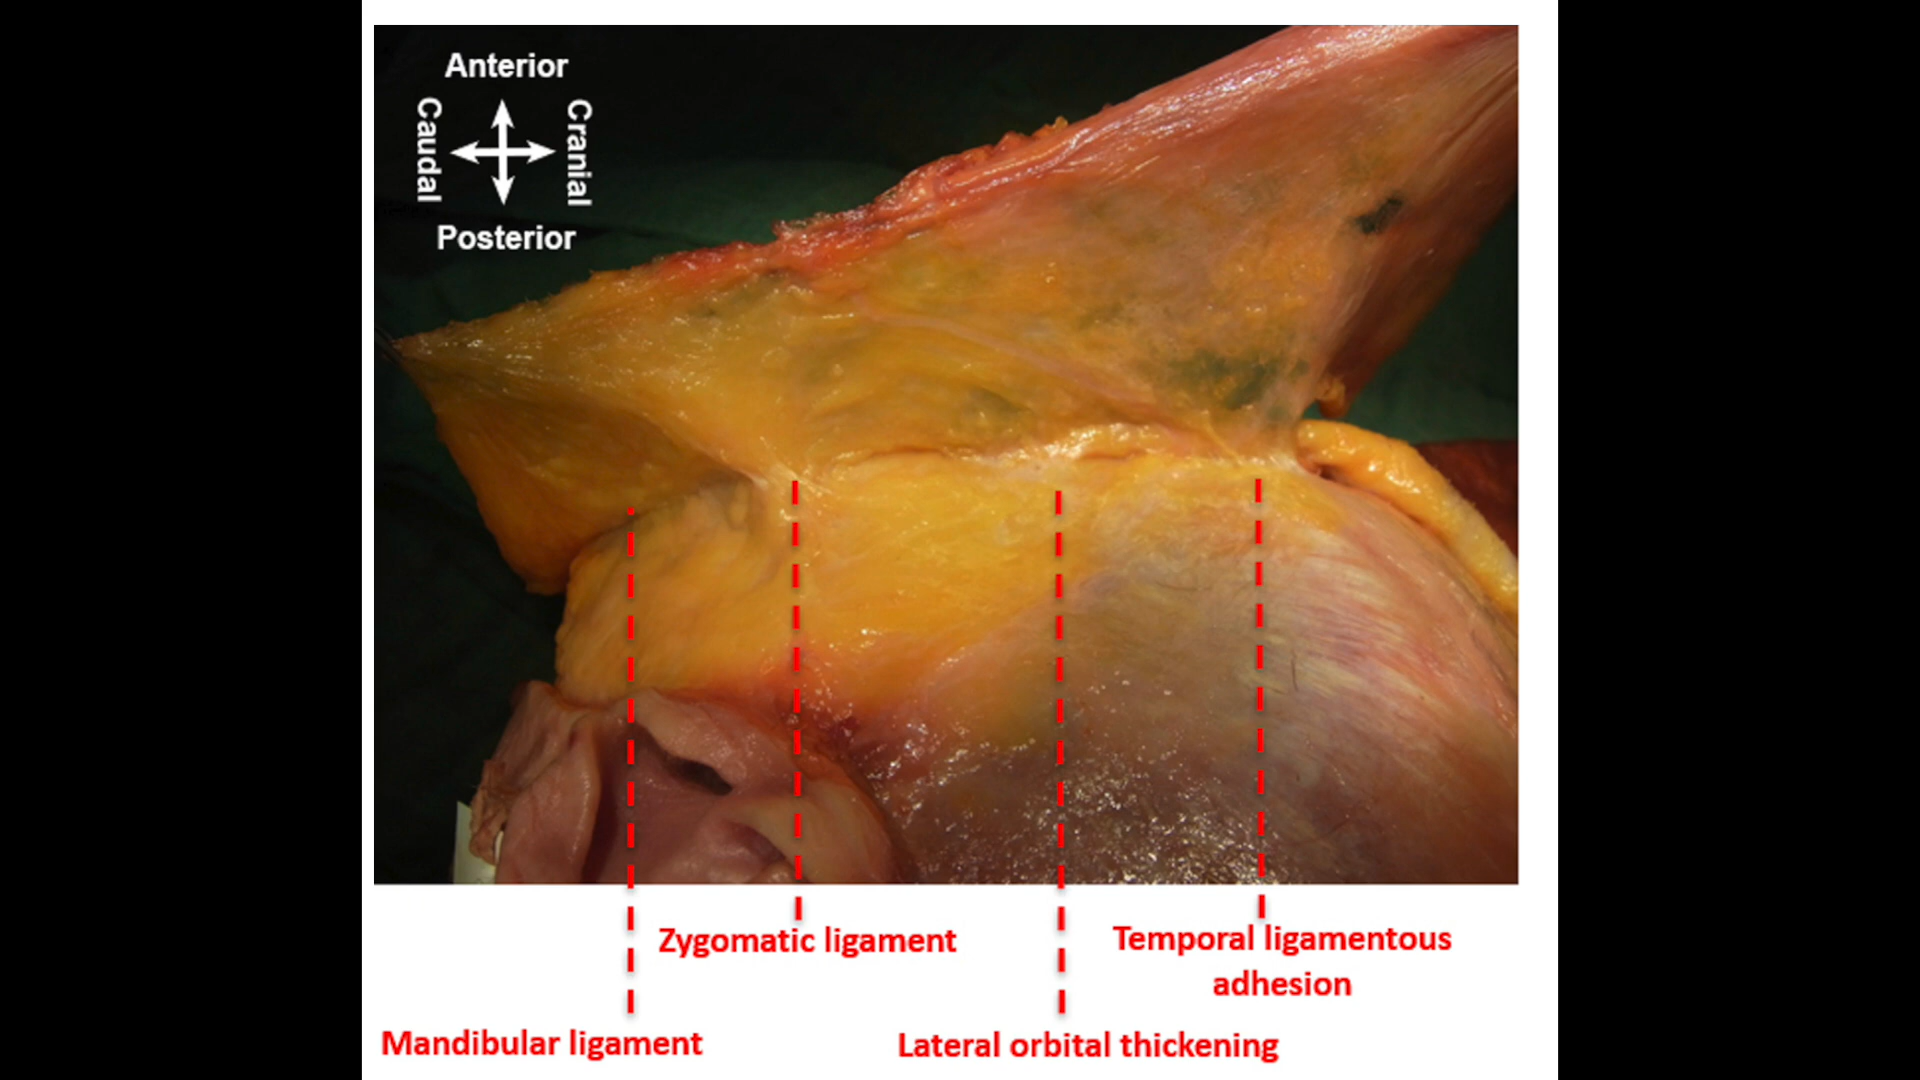 Anterior
Caudal
Cranial
Posterior
Zygomatic ligament
Temporal ligamentous
adhesion
Mandibular ligament
Lateral orbital thickening